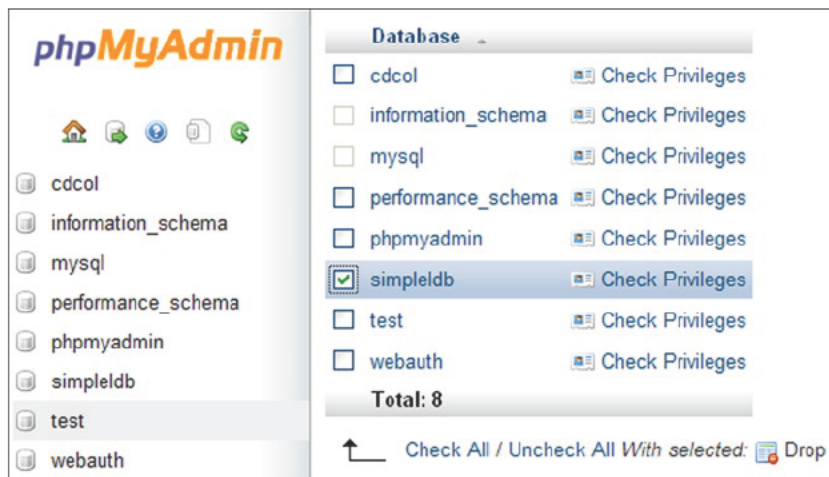 phpMyAdmin
cdcol
information_schema
mysql
performance_schema
phpmyadmin
simpleldb
test
webauth
Database
cdcol Check Privileges
information_schema Check Privileges
mysql Check Privileges
performance_schema Check Privileges
phpmyadmin Check Privileges
simpleldb Check Privileges
test Check Privileges
webauth Check Privileges
Total: 8
Check All / Uncheck All With selected: Drop